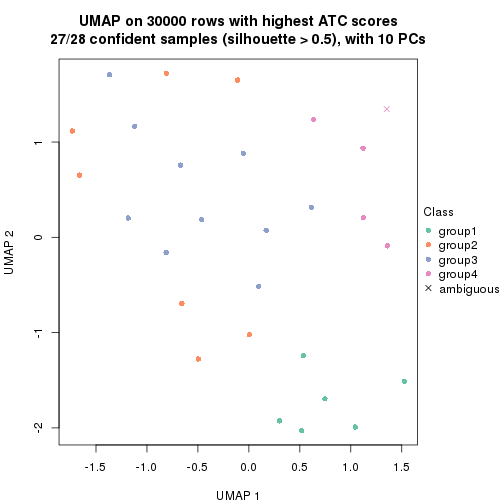 UMAP on 30000 rows with highest ATC scores
27/28 confident samples (silhouette > 0.5), with 10 PCs
UMAP 2
1
0
-1
-2
-1.5
-1.0
-0.5
0.0
0.5
1.0
1.5
UMAP 1
Class
group1
group2
group3
group4
ambiguous